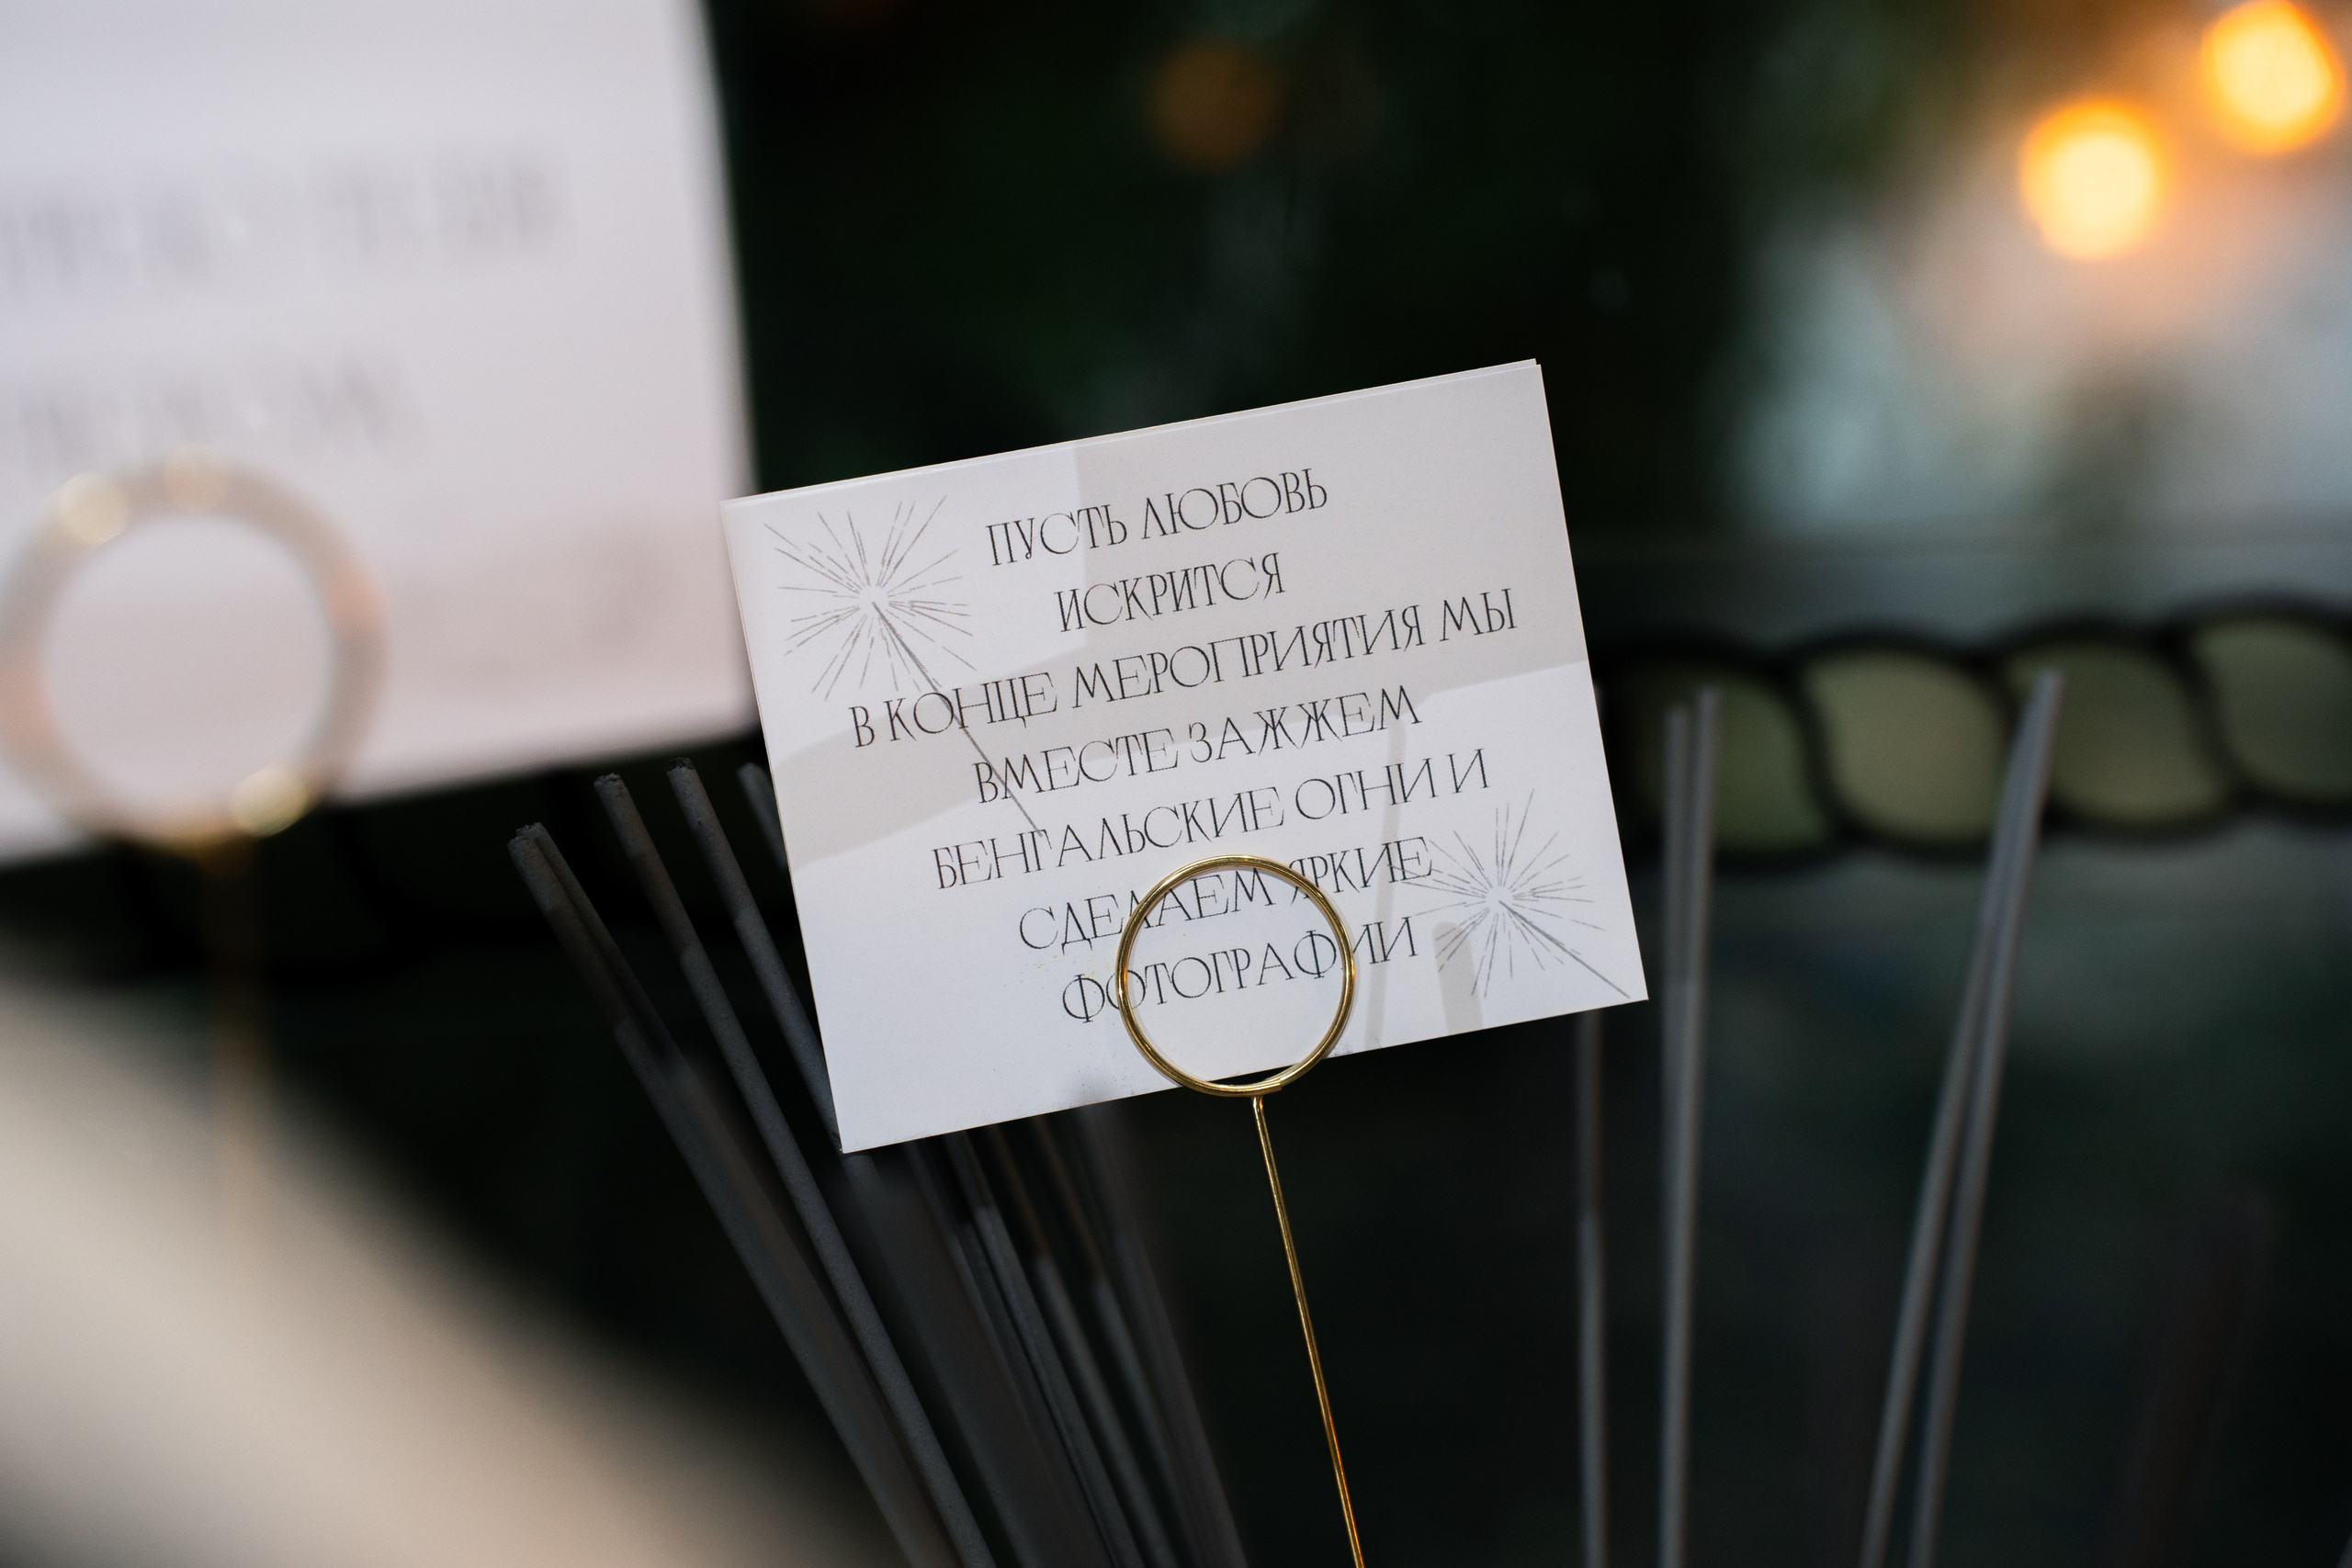 ПУСТЬ ЛЮБОВЬ
ИСКРИТСЯ
В КОНЦЕ МЕРОПРИЯТИЯ МЫ
ВМЕСТЕ ЗАЖЖЕМ
БЕНГАЛЬСКИЕ ОГНИ И
СДЕЛАЕМ ЯРКИЕ
ФОТОГРАФИИ